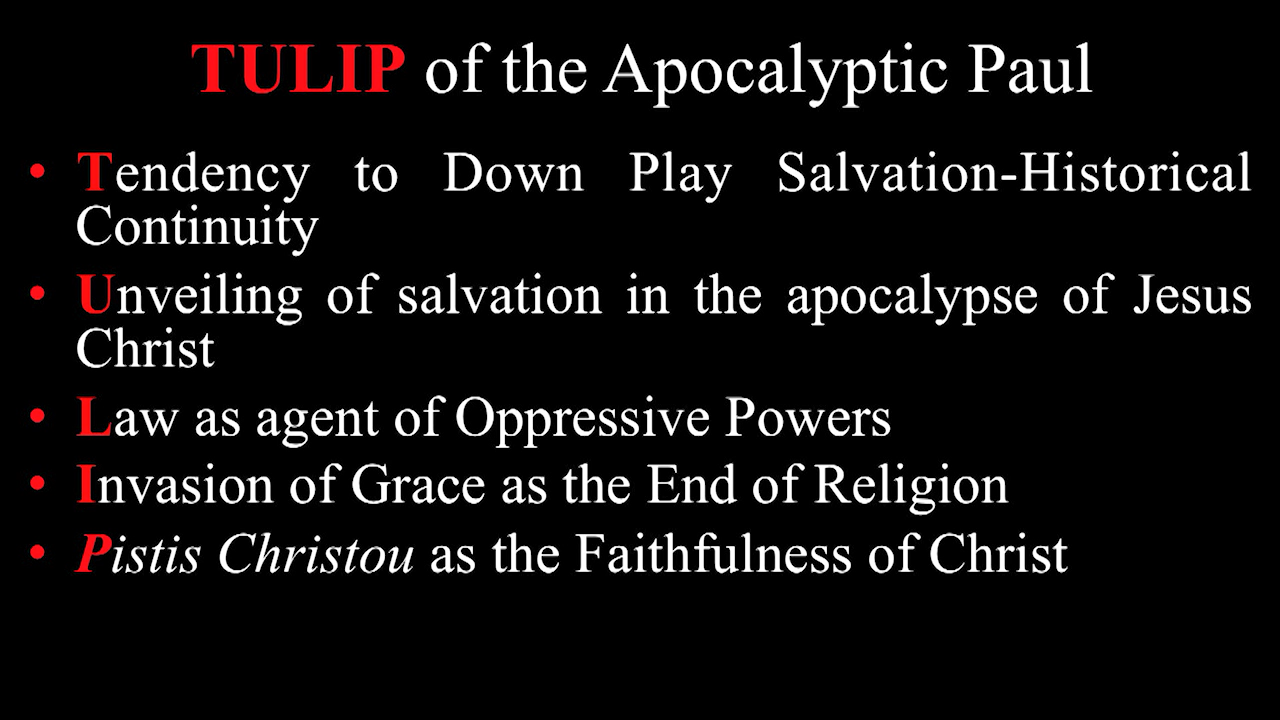 TULIP of the Apocalyptic Paul
• Tendency to Down Play Salvation-Historical
Continuity
• Unveiling of salvation in the apocalypse of Jesus
Christ
• Law as agent of Oppressive Powers
• Invasion of Grace as the End of Religion
• Pistis Christou as the Faithfulness of Christ